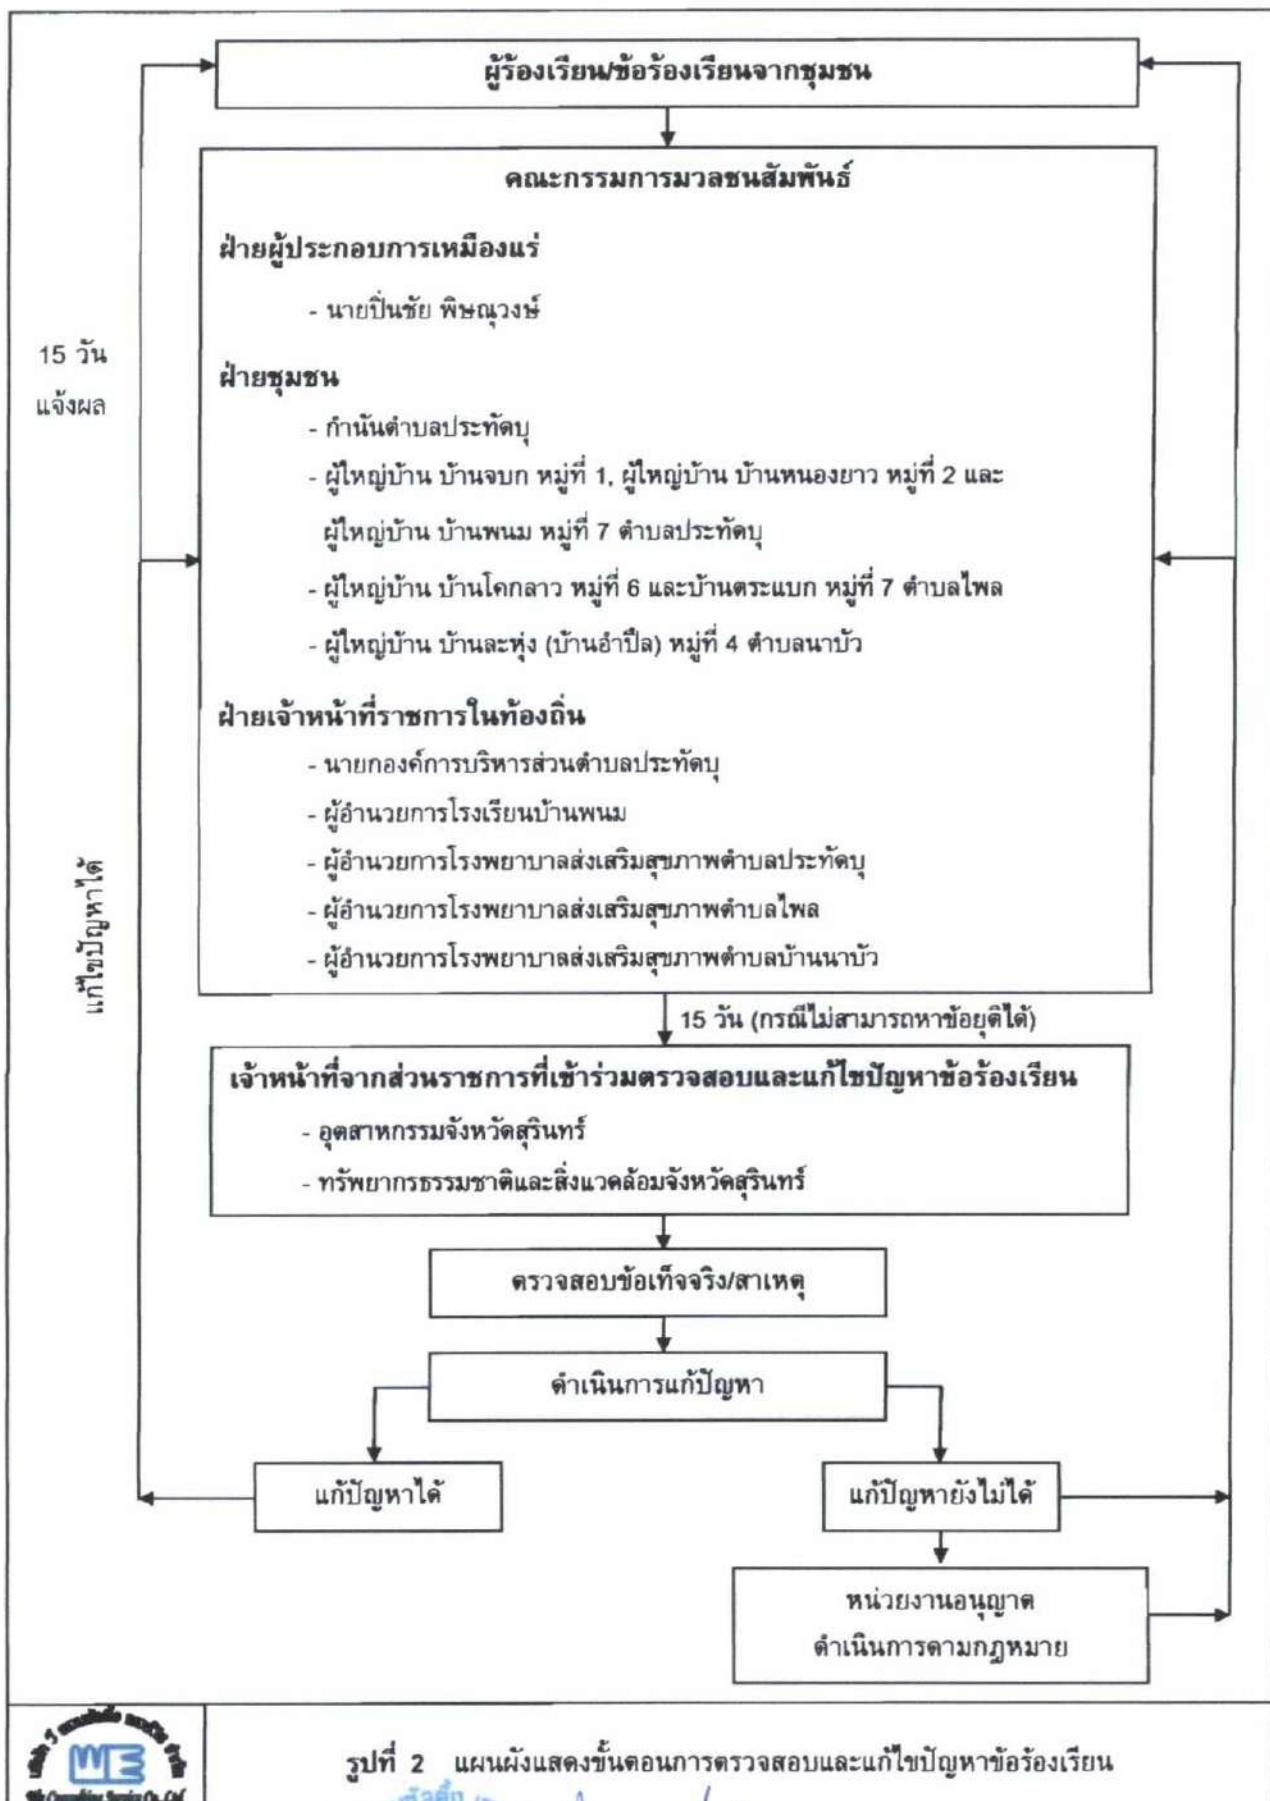 ผู้ร้องเรียน/ข้อร้องเรียนจากชุมชน
คณะกรรมการมวลชนสัมพันธ์
ฝ่ายผู้ประกอบการเหมืองแร่
- นายปิ่นชัย พิษณุวงษ์
15 วัน
แจ้งผล
ฝ่ายชุมชน
- กำนันตำบลประทัดบุ
- ผู้ใหญ่บ้าน บ้านจบก หมู่ที่ 1, ผู้ใหญ่บ้าน บ้านหนองยาว หมู่ที่ 2 และ
ผู้ใหญ่บ้าน บ้านพนม หมู่ที่ 7 ตำบลประทัดบุ
- ผู้ใหญ่บ้าน บ้านโคกลาว หมู่ที่ 6 และบ้านตระแบก หมู่ที่ 7 ตำบลไพล
- ผู้ใหญ่บ้าน บ้านละหุ่ง (บ้านอำปึล) หมู่ที่ 4 ตำบลนาบัว
ฝ่ายเจ้าหน้าที่ราชการในท้องถิ่น
- นายกองค์การบริหารส่วนตำบลประทัดบุ
- ผู้อำนวยการโรงเรียนบ้านพนม
- ผู้อำนวยการโรงพยาบาลส่งเสริมสุขภาพตำบลประทัดบุ
- ผู้อำนวยการโรงพยาบาลส่งเสริมสุขภาพตำบลไพล
- ผู้อำนวยการโรงพยาบาลส่งเสริมสุขภาพตำบลบ้านนาบัว
แก้ไขปัญหาได้
15 วัน (กรณีไม่สามารถหาข้อยุติได้)
เจ้าหน้าที่จากส่วนราชการที่เข้าร่วมตรวจสอบและแก้ไขปัญหาข้อร้องเรียน
- อุตสาหกรรมจังหวัดสุรินทร์
- ทรัพยากรธรรมชาติและสิ่งแวดล้อมจังหวัดสุรินทร์
ตรวจสอบข้อเท็จจริง/สาเหตุ
ดำเนินการแก้ปัญหา
แก้ปัญหาได้
แก้ปัญหายังไม่ได้
หน่วยงานอนุญาต
ดำเนินการตามกฎหมาย
WE
รูปที่ 2 แผนผังแสดงขั้นตอนการตรวจสอบและแก้ไขปัญหาข้อร้องเรียน